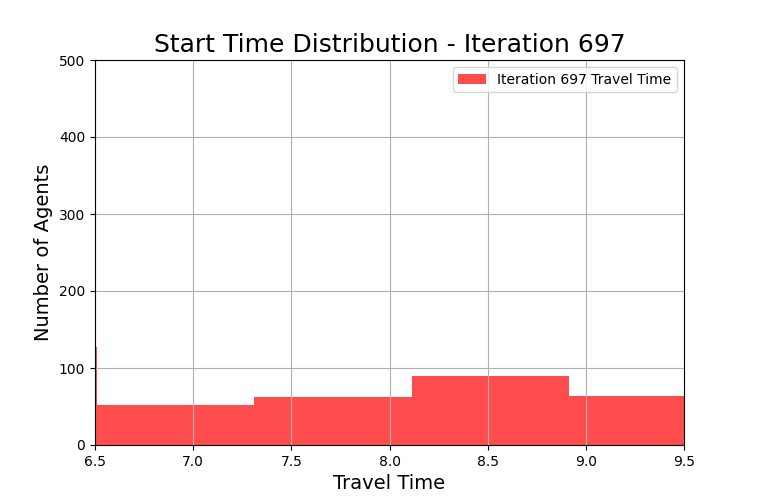 Start Time Distribution - Iteration 697
500
400
300
200
100
0
Number of Agents
Iteration 697 Travel Time
6.5 7.0 7.5 8.0 8.5 9.0 9.5
Travel Time